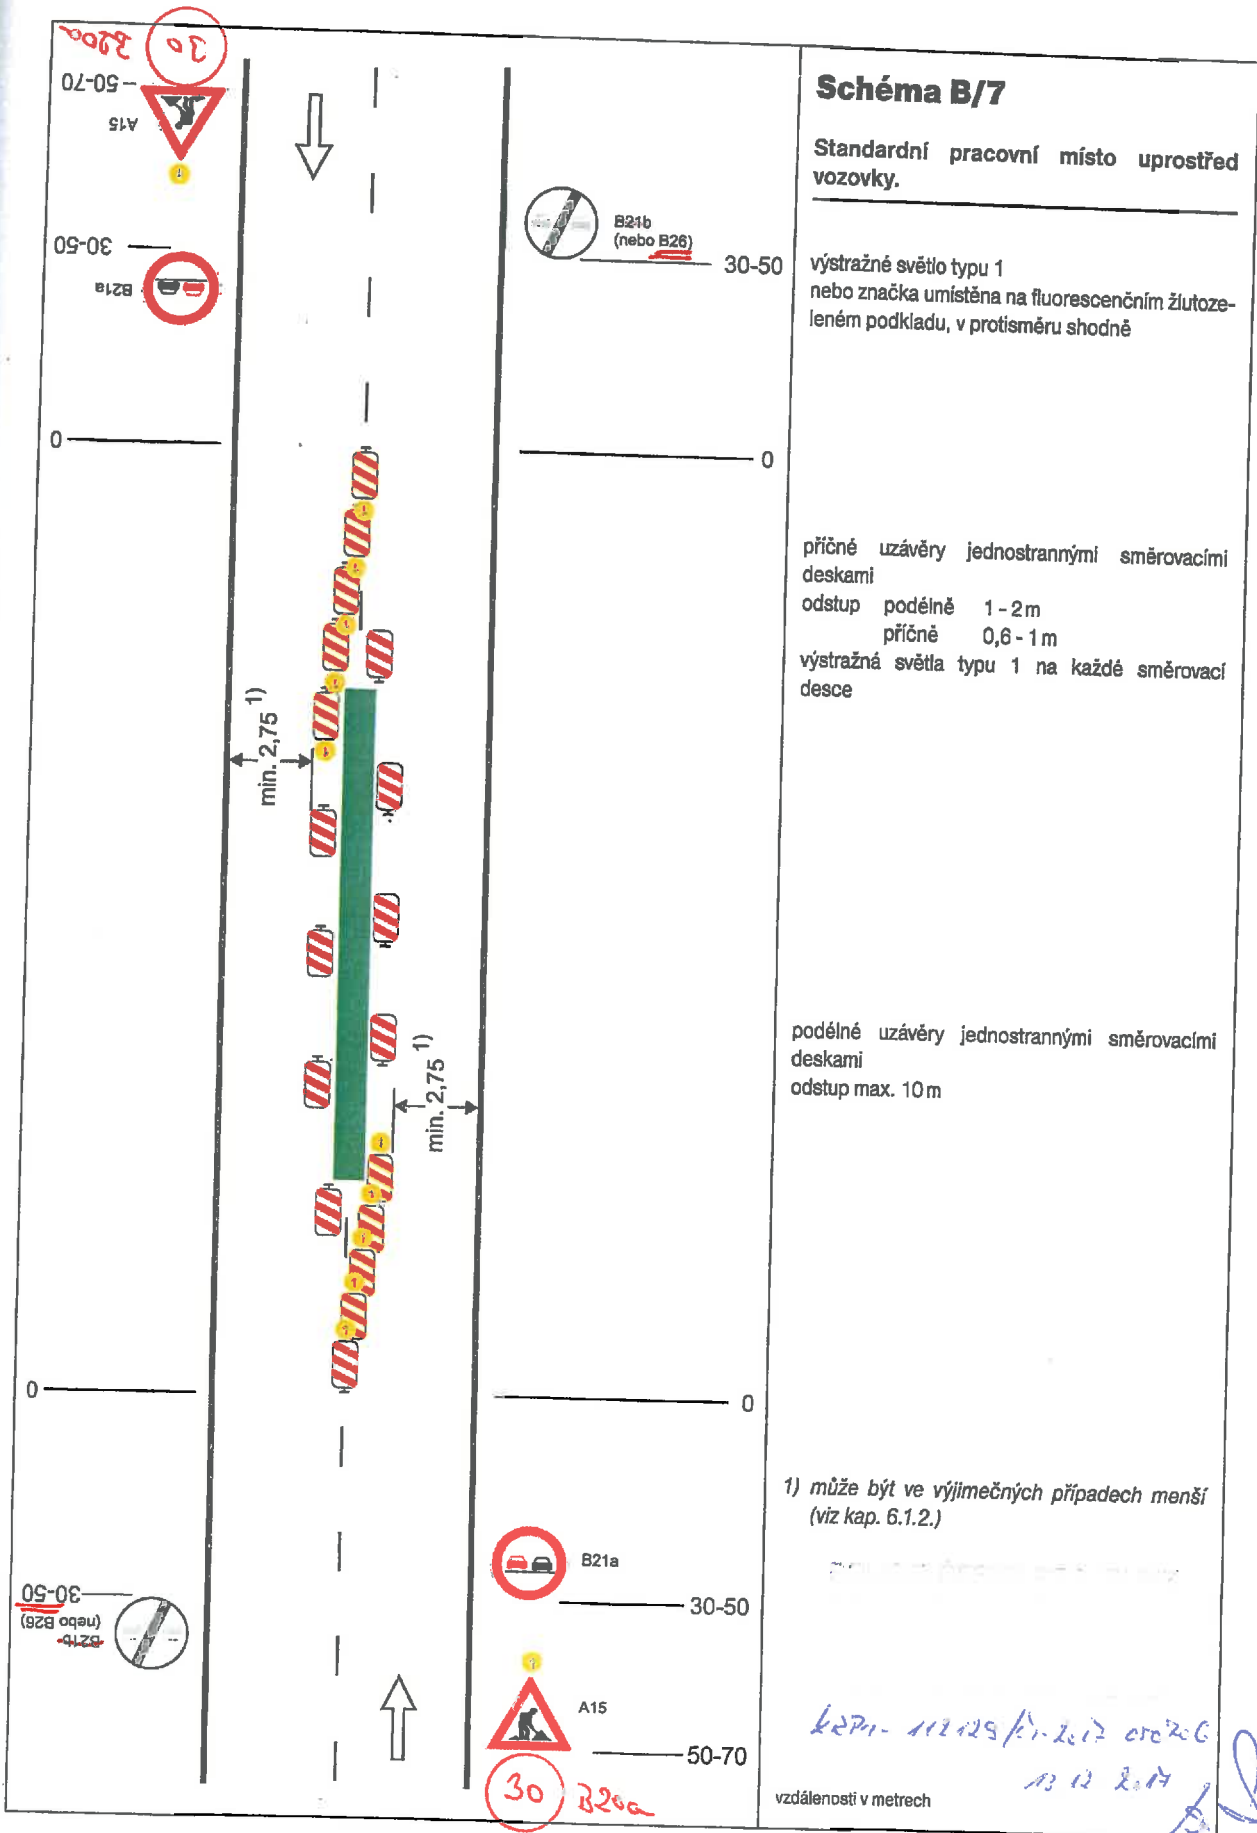 30
B20a
50-70
A15
30-50
B21a
0
B21b
(nebo B26)
30-50
0
min. 2,75 1)
min. 2,75 1)
0
0
30-50
(nebo B26)
B21b
B21a
30-50
A15
50-70
30 B20a
Schéma B/7
Standardní pracovní místo uprostřed
vozovky.
výstražné světlo typu 1
nebo značka umístěna na fluorescenčním žlutoze-
leném podkladu, v protisměru shodně
příčné uzávěry jednostrannými směrovacími
deskami
odstup podélně 1-2m
příčně 0,6-1m
výstražná světla typu 1 na každé směrovací
desce
podélné uzávěry jednostrannými směrovacími
deskami
odstup max. 10m
1) může být ve výjimečných případech menší
(viz kap. 6.1.2.)
vzdálenosti v metrech